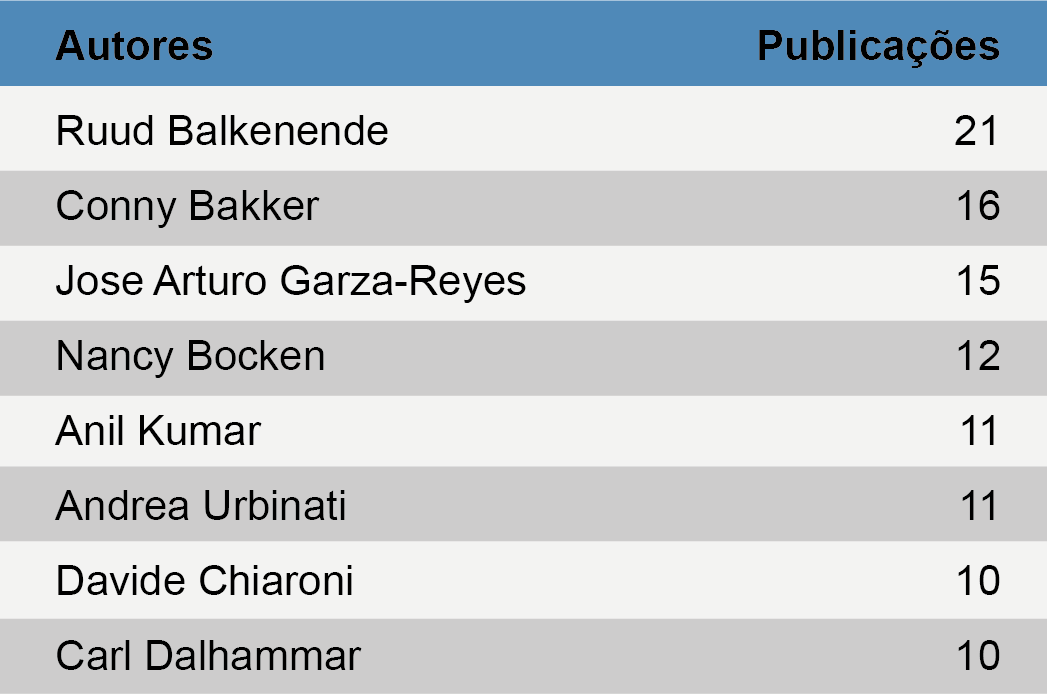 Autores Publicações
Ruud Balkenende 21
Conny Bakker 16
Jose Arturo Garza-Reyes 15
Nancy Bocken 12
Anil Kumar 11
Andrea Urbinati 11
Davide Chiaroni 10
Carl Dalhammar 10